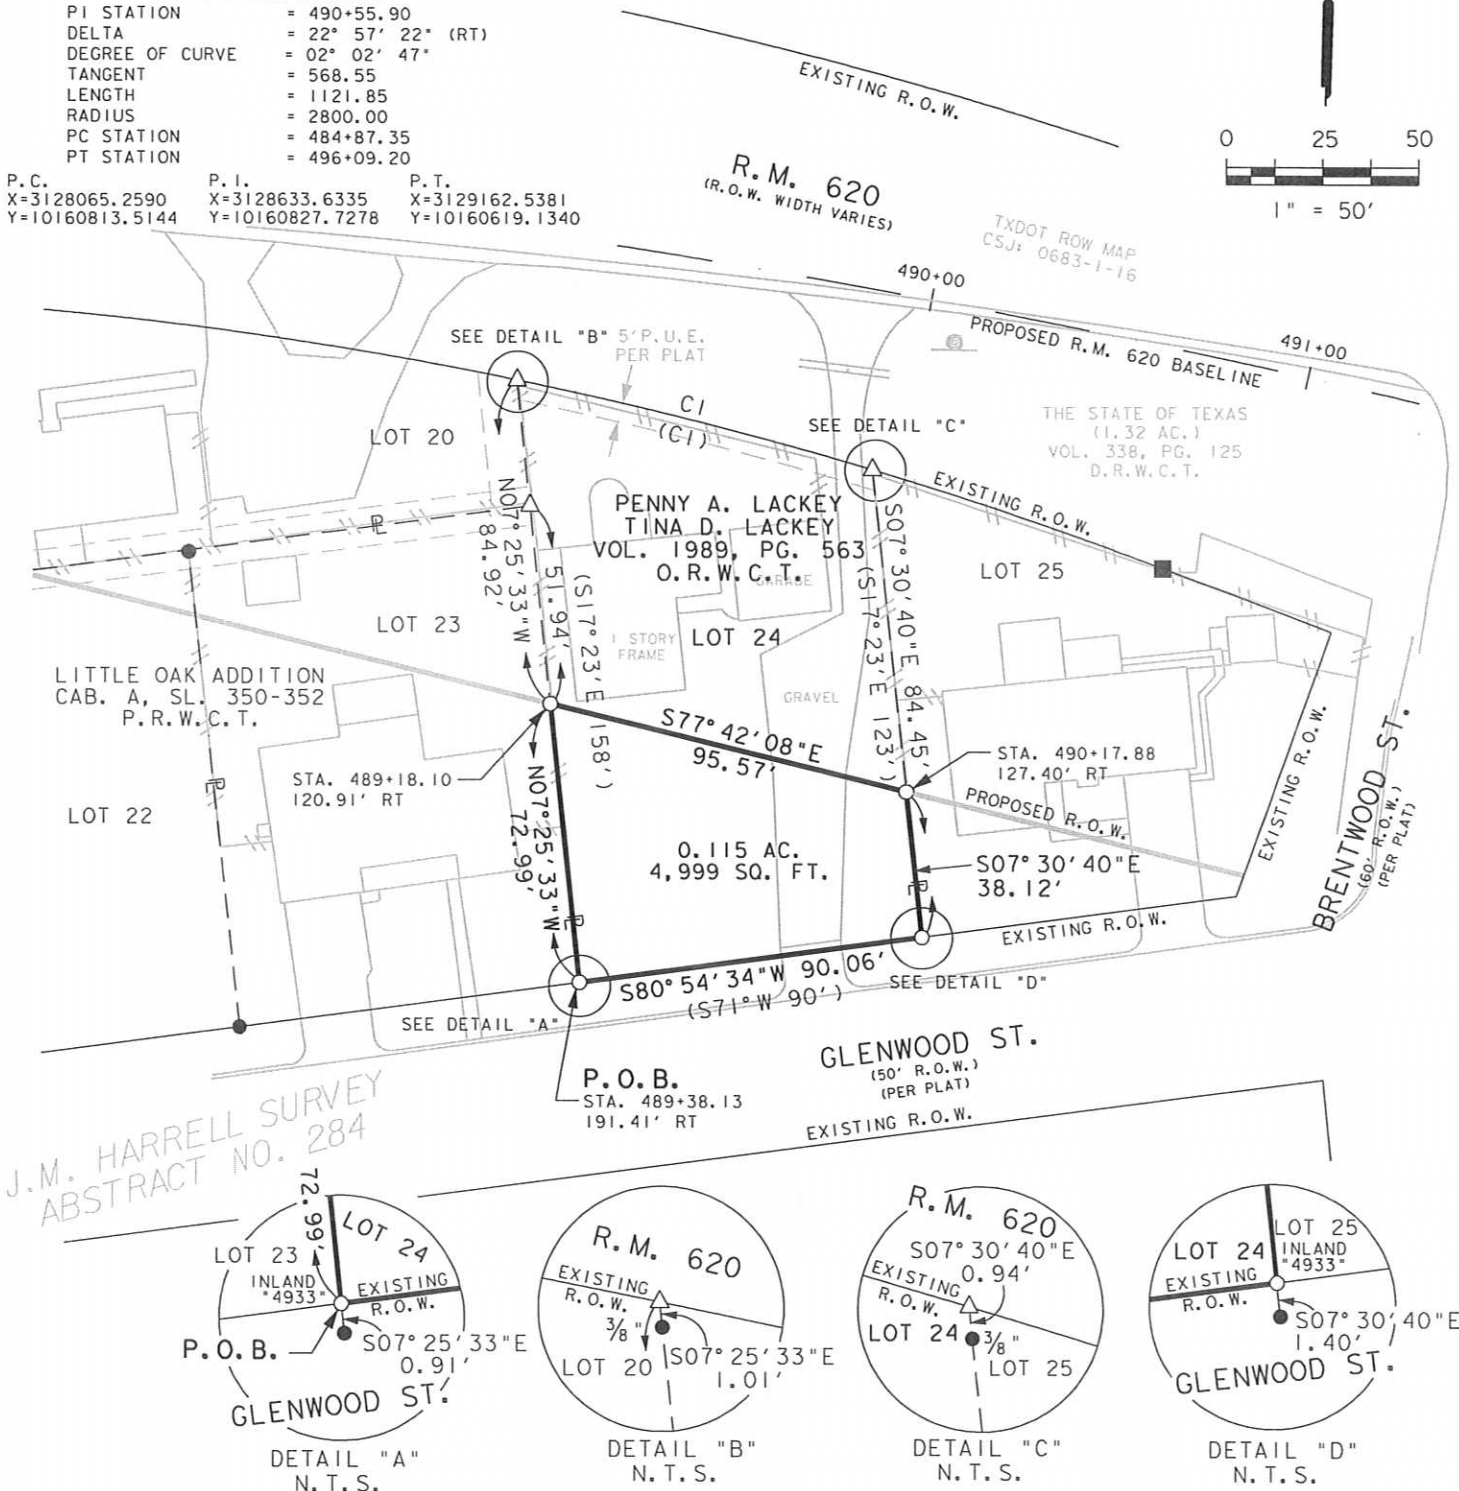 PI STATION = 490+55.90
DELTA = 22° 57' 22" (RT)
DEGREE OF CURVE = 02° 02' 47"
TANGENT = 568.55
LENGTH = 1121.85
RADIUS = 2800.00
PC STATION = 484+87.35
PT STATION = 496+09.20
P.C. P.I. P.T.
X=3128065.2590 X=3128633.6335 X=3129162.5381
Y=10160813.5144 Y=10160827.7278 Y=10160619.1340
EXISTING R.O.W.
0 25 50
1" = 50'
R.M. 620
(R.O.W. WIDTH VARIES)
TXDOT ROW MAP
CSJ: 0683-1-16
490+00
PROPOSED R.M. 620 BASELINE
491+00
SEE DETAIL "B"
5' P.U.E.
PER PLAT
C1
(C1)
SEE DETAIL "C"
THE STATE OF TEXAS
(1.32 AC.)
VOL. 338, PG. 125
D.R.W.C.T.
LOT 20
EXISTING R.O.W.
PENNY A. LACKEY
TINA D. LACKEY
VOL. 1989, PG. 563
O.R.W.C.T.
GARAGE
N07°25'33"W
84.92'
51.94'
(S17°23'E 158')
S07°30'40"E 84.45'
(S17°23'E 123')
LOT 25
LOT 23
LOT 24
1 STORY
FRAME
GRAVEL
LITTLE OAK ADDITION
CAB. A, SL. 350-352
P.R.W.C.T.
S77°42'08"E
95.57'
STA. 489+18.10
120.91' RT
STA. 490+17.88
127.40' RT
PROPOSED R.O.W.
EXISTING R.O.W.
BRENTWOOD ST.
(60' R.O.W.)
(PER PLAT)
LOT 22
N07°25'33"W
72.99'
0.115 AC.
4,999 SQ. FT.
S07°30'40"E
38.12'
EXISTING R.O.W.
S80°54'34"W 90.06'
(S71°W 90')
SEE DETAIL "D"
SEE DETAIL "A"
P.O.B.
STA. 489+38.13
191.41' RT
GLENWOOD ST.
(50' R.O.W.)
(PER PLAT)
EXISTING R.O.W.
J.M. HARRELL SURVEY
ABSTRACT NO. 284
72.99'
LOT 23
LOT 24
INLAND
"4933"
EXISTING
R.O.W.
P.O.B.
S07°25'33"E
0.91'
GLENWOOD ST.
DETAIL "A"
N.T.S.
R.M. 620
EXISTING
R.O.W.
3/8"
LOT 20
S07°25'33"E
1.01'
DETAIL "B"
N.T.S.
R.M. 620
S07°30'40"E
0.94'
EXISTING
R.O.W.
LOT 24
3/8"
LOT 25
DETAIL "C"
N.T.S.
LOT 24
LOT 25
INLAND
"4933"
EXISTING
R.O.W.
S07°30'40"E
1.40'
GLENWOOD ST.
DETAIL "D"
N.T.S.